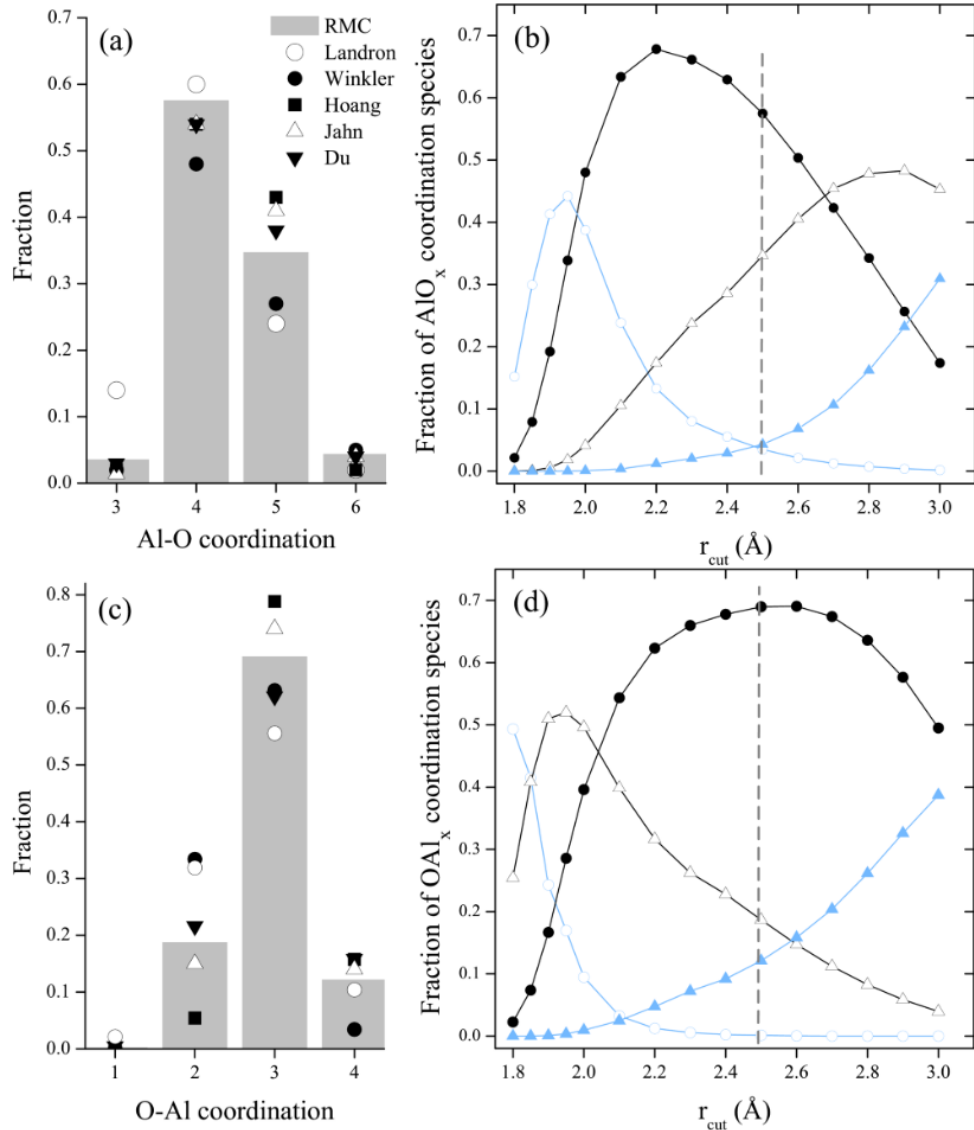 (a)
RMC
Landron
Winkler
Hoang
Jahn
Du
0.7
0.6
0.5
0.4
0.3
0.2
0.1
0.0
Fraction
3 4 5 6
Al-O coordination
(b)
0.7
0.6
0.5
0.4
0.3
0.2
0.1
0.0
Fraction of AlOx coordination species
1.8 2.0 2.2 2.4 2.6 2.8 3.0
rcut (Å)
(c)
0.8
0.7
0.6
0.5
0.4
0.3
0.2
0.1
0.0
Fraction
1 2 3 4
O-Al coordination
(d)
0.7
0.6
0.5
0.4
0.3
0.2
0.1
0.0
Fraction of OAlx coordination species
1.8 2.0 2.2 2.4 2.6 2.8 3.0
rcut (Å)